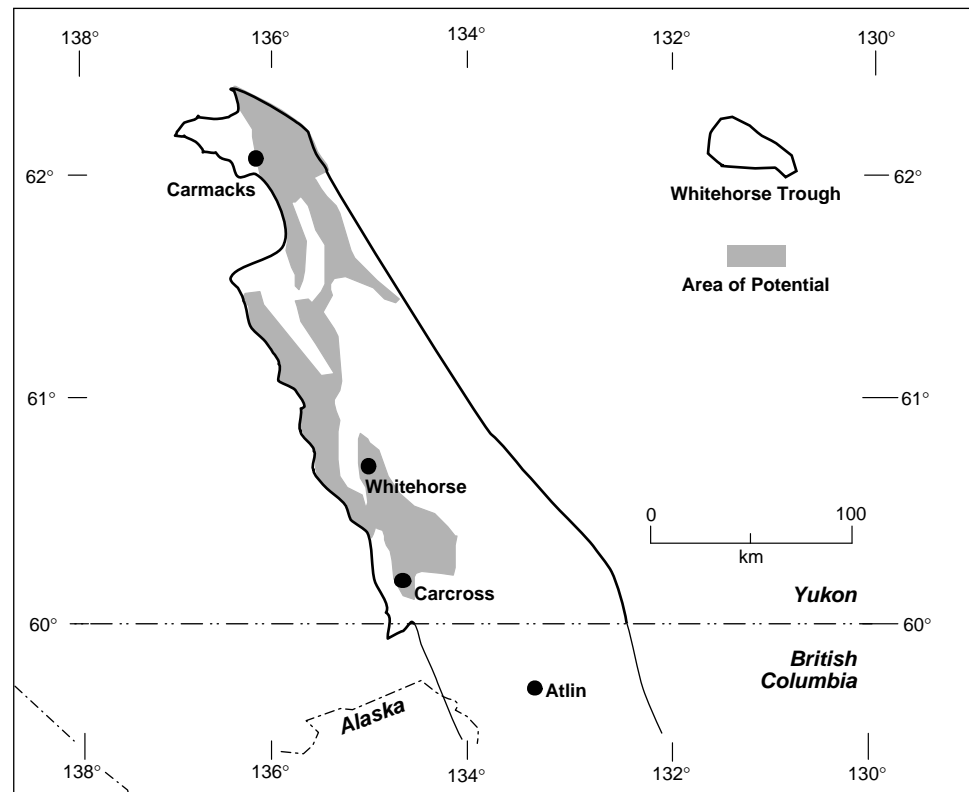 138° 136° 134° 132° 130°
62° 62°
Carmacks
Whitehorse Trough
Area of Potential
61° 61°
Whitehorse
0 100
km
Carcross
Yukon
60° 60°
British
Columbia
Atlin
Alaska
138° 136° 134° 132° 130°